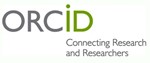 ORCID
Connecting Research
and Researchers